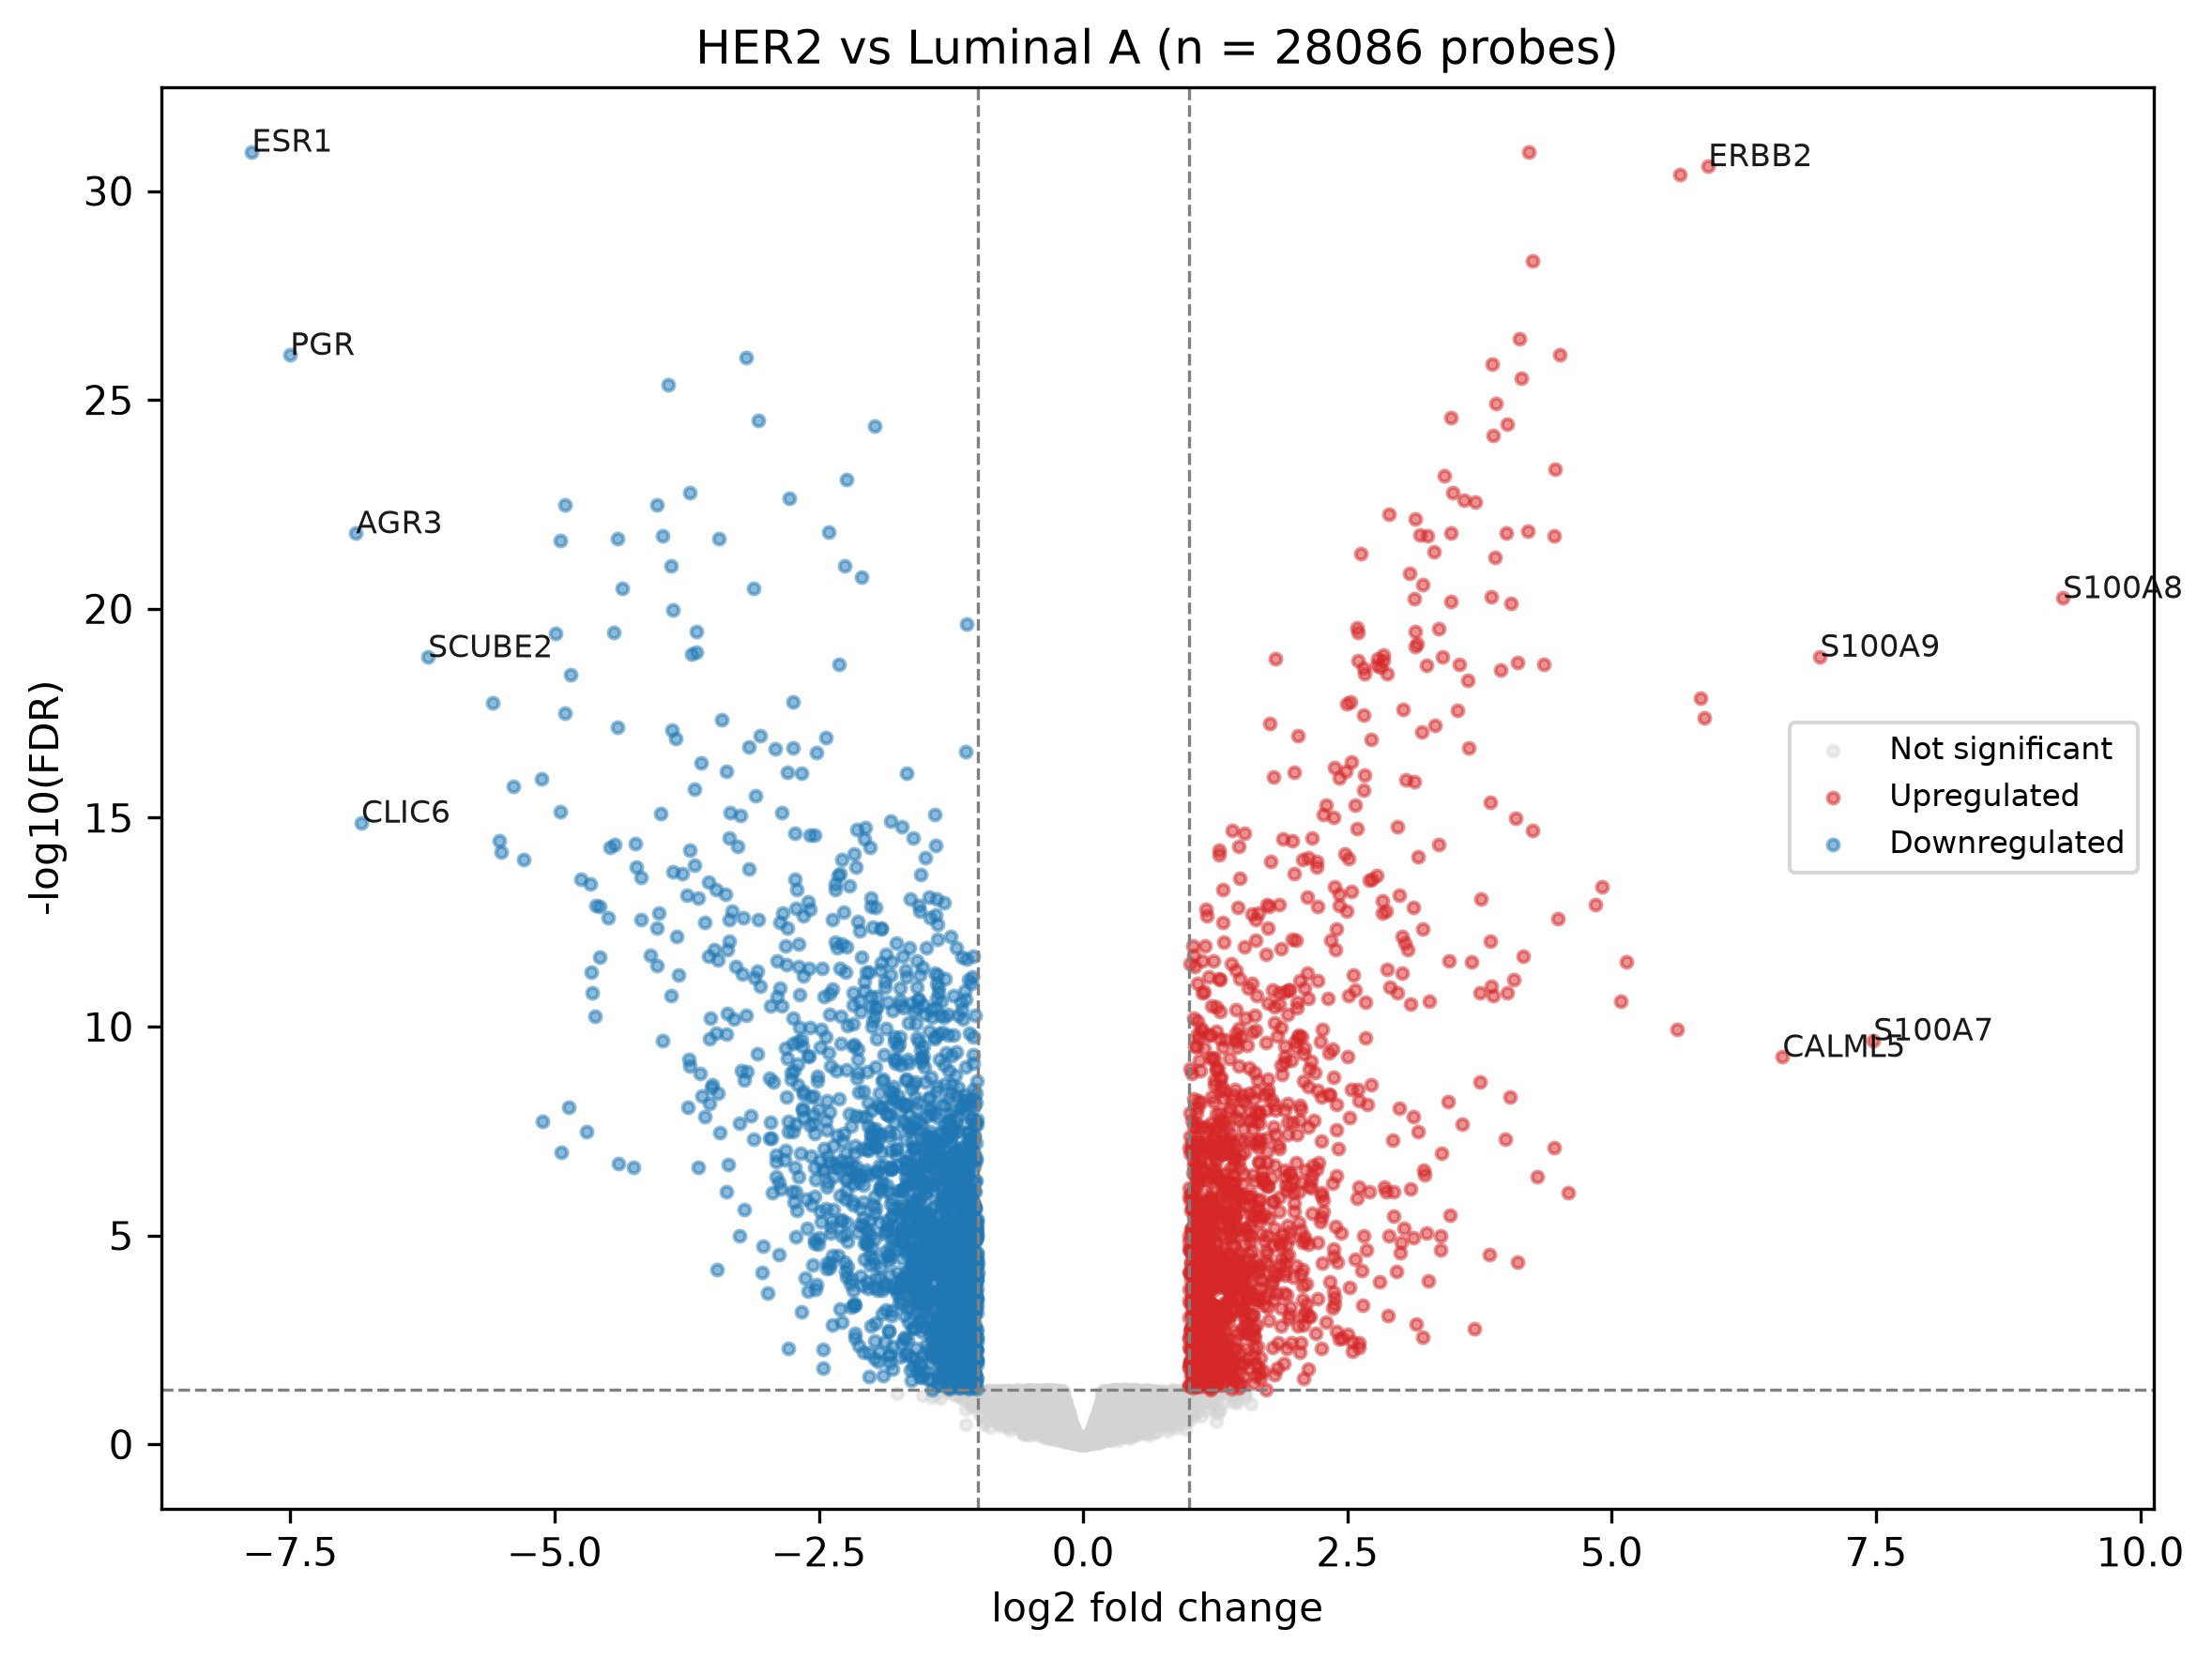 HER2 vs Luminal A (n = 28086 probes)
ESR1
ERBB2
30
PGR
25
AGR3
S100A8
20
SCUBE2
S100A9
-log10(FDR)
Not significant
Upregulated
Downregulated
15
CLIC6
10
S100A7
CALML5
5
0
−7.5
−5.0
−2.5
0.0
2.5
5.0
7.5
10.0
log2 fold change